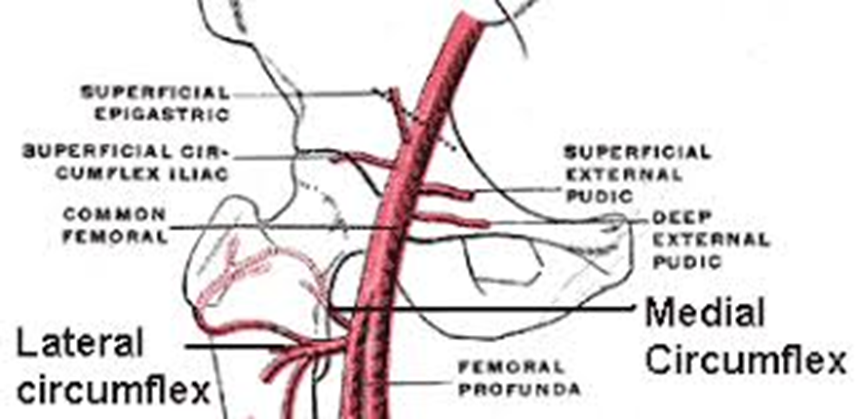 SUPERFICIAL
EPIGASTRIC
SUPERFICIAL CIR-
CUMFLEX ILIAC
COMMON
FEMORAL
SUPERFICIAL
EXTERNAL
PUDIC
DEEP
EXTERNAL
PUDIC
Medial
Circumflex
Lateral
circumflex
FEMORAL
PROFUNDA